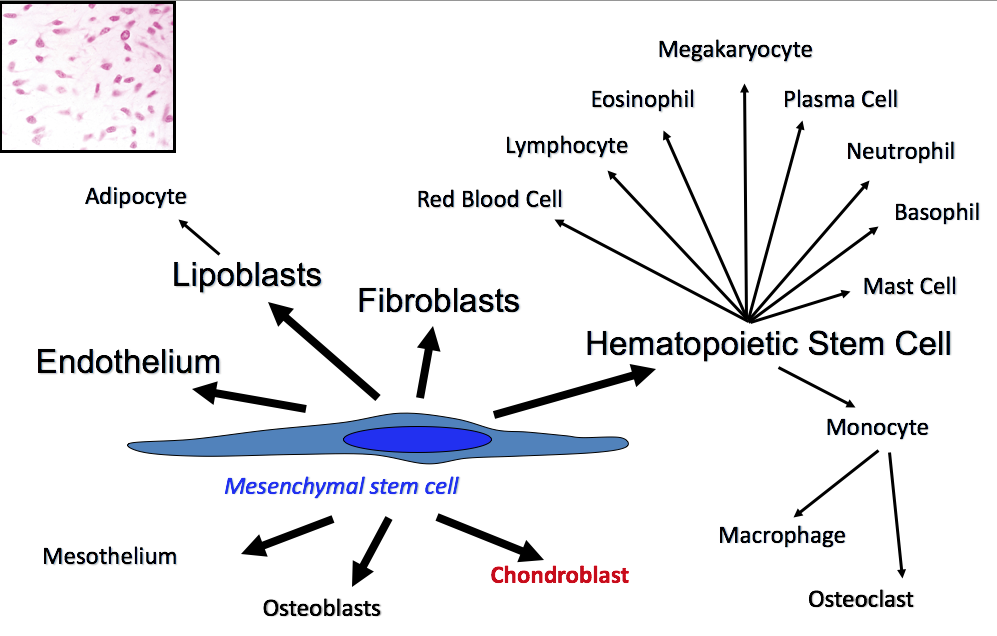 Megakaryocyte
Eosinophil
Plasma Cell
Lymphocyte
Neutrophil
Adipocyte
Red Blood Cell
Basophil
Lipoblasts
Mast Cell
Fibroblasts
Endothelium
Hematopoietic Stem Cell
Monocyte
Mesenchymal stem cell
Macrophage
Mesothelium
Chondroblast
Osteoblasts
Osteoclast